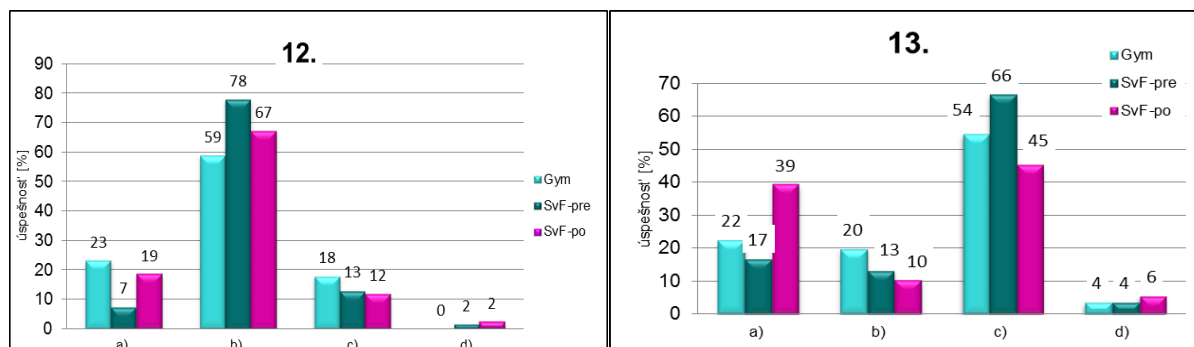 12.
úspešnosť [%]
90
80
70
60
50
40
30
20
10
0
23
7
19
59
78
67
18
13
12
0
2
2
a)
b)
c)
d)
Gym
SvF-pre
SvF-po
13.
úspešnosť [%]
70
60
50
40
30
20
10
0
22
17
39
20
13
10
54
66
45
4
4
6
a)
b)
c)
d)
Gym
SvF-pre
SvF-po